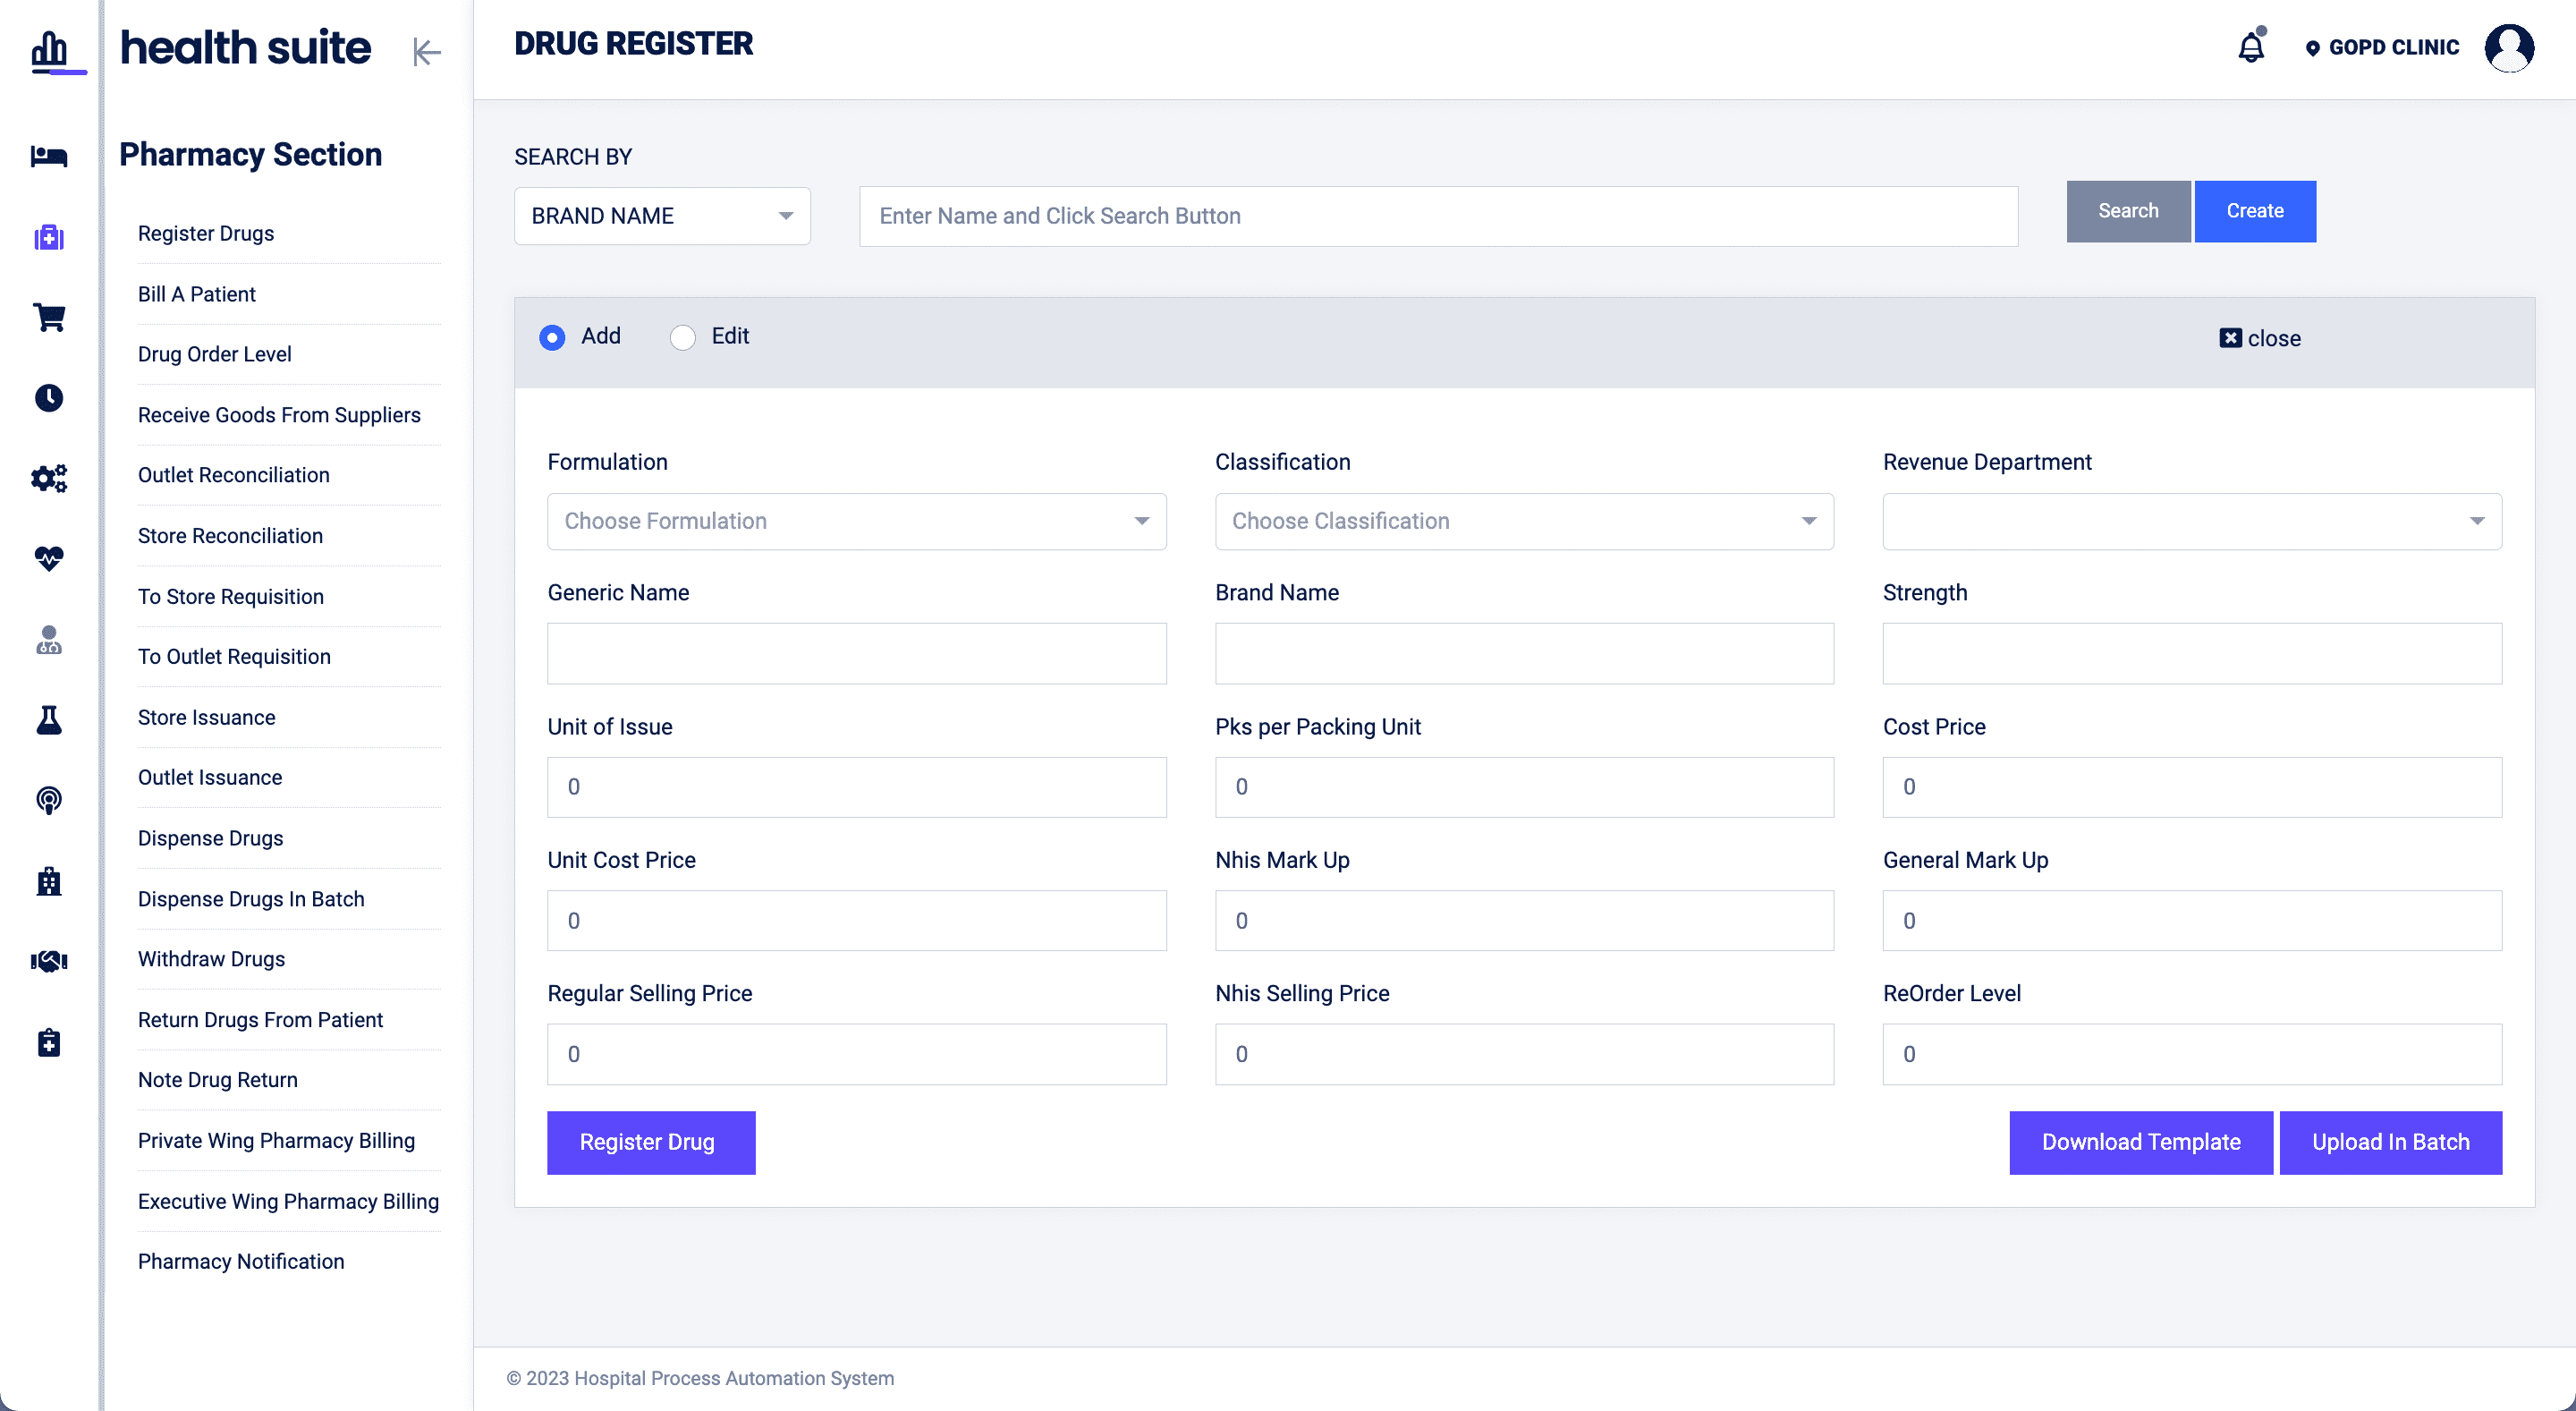 health suite
Pharmacy Section
Register Drugs
Bill A Patient
Drug Order Level
Receive Goods From Suppliers
Outlet Reconciliation
Store Reconciliation
To Store Requisition
To Outlet Requisition
Store Issuance
Outlet Issuance
Dispense Drugs
Dispense Drugs In Batch
Withdraw Drugs
Return Drugs From Patient
Note Drug Return
Private Wing Pharmacy Billing
Executive Wing Pharmacy Billing
Pharmacy Notification
DRUG REGISTER
GOPD CLINIC
SEARCH BY
BRAND NAME
Enter Name and Click Search Button
Search
Create
Add
Edit
close
Formulation
Classification
Revenue Department
Choose Formulation
Choose Classification
Generic Name
Brand Name
Strength
Unit of Issue
Pks per Packing Unit
Cost Price
0
0
0
Unit Cost Price
Nhis Mark Up
General Mark Up
0
0
0
Regular Selling Price
Nhis Selling Price
ReOrder Level
0
0
0
Register Drug
Download Template
Upload In Batch
© 2023 Hospital Process Automation System